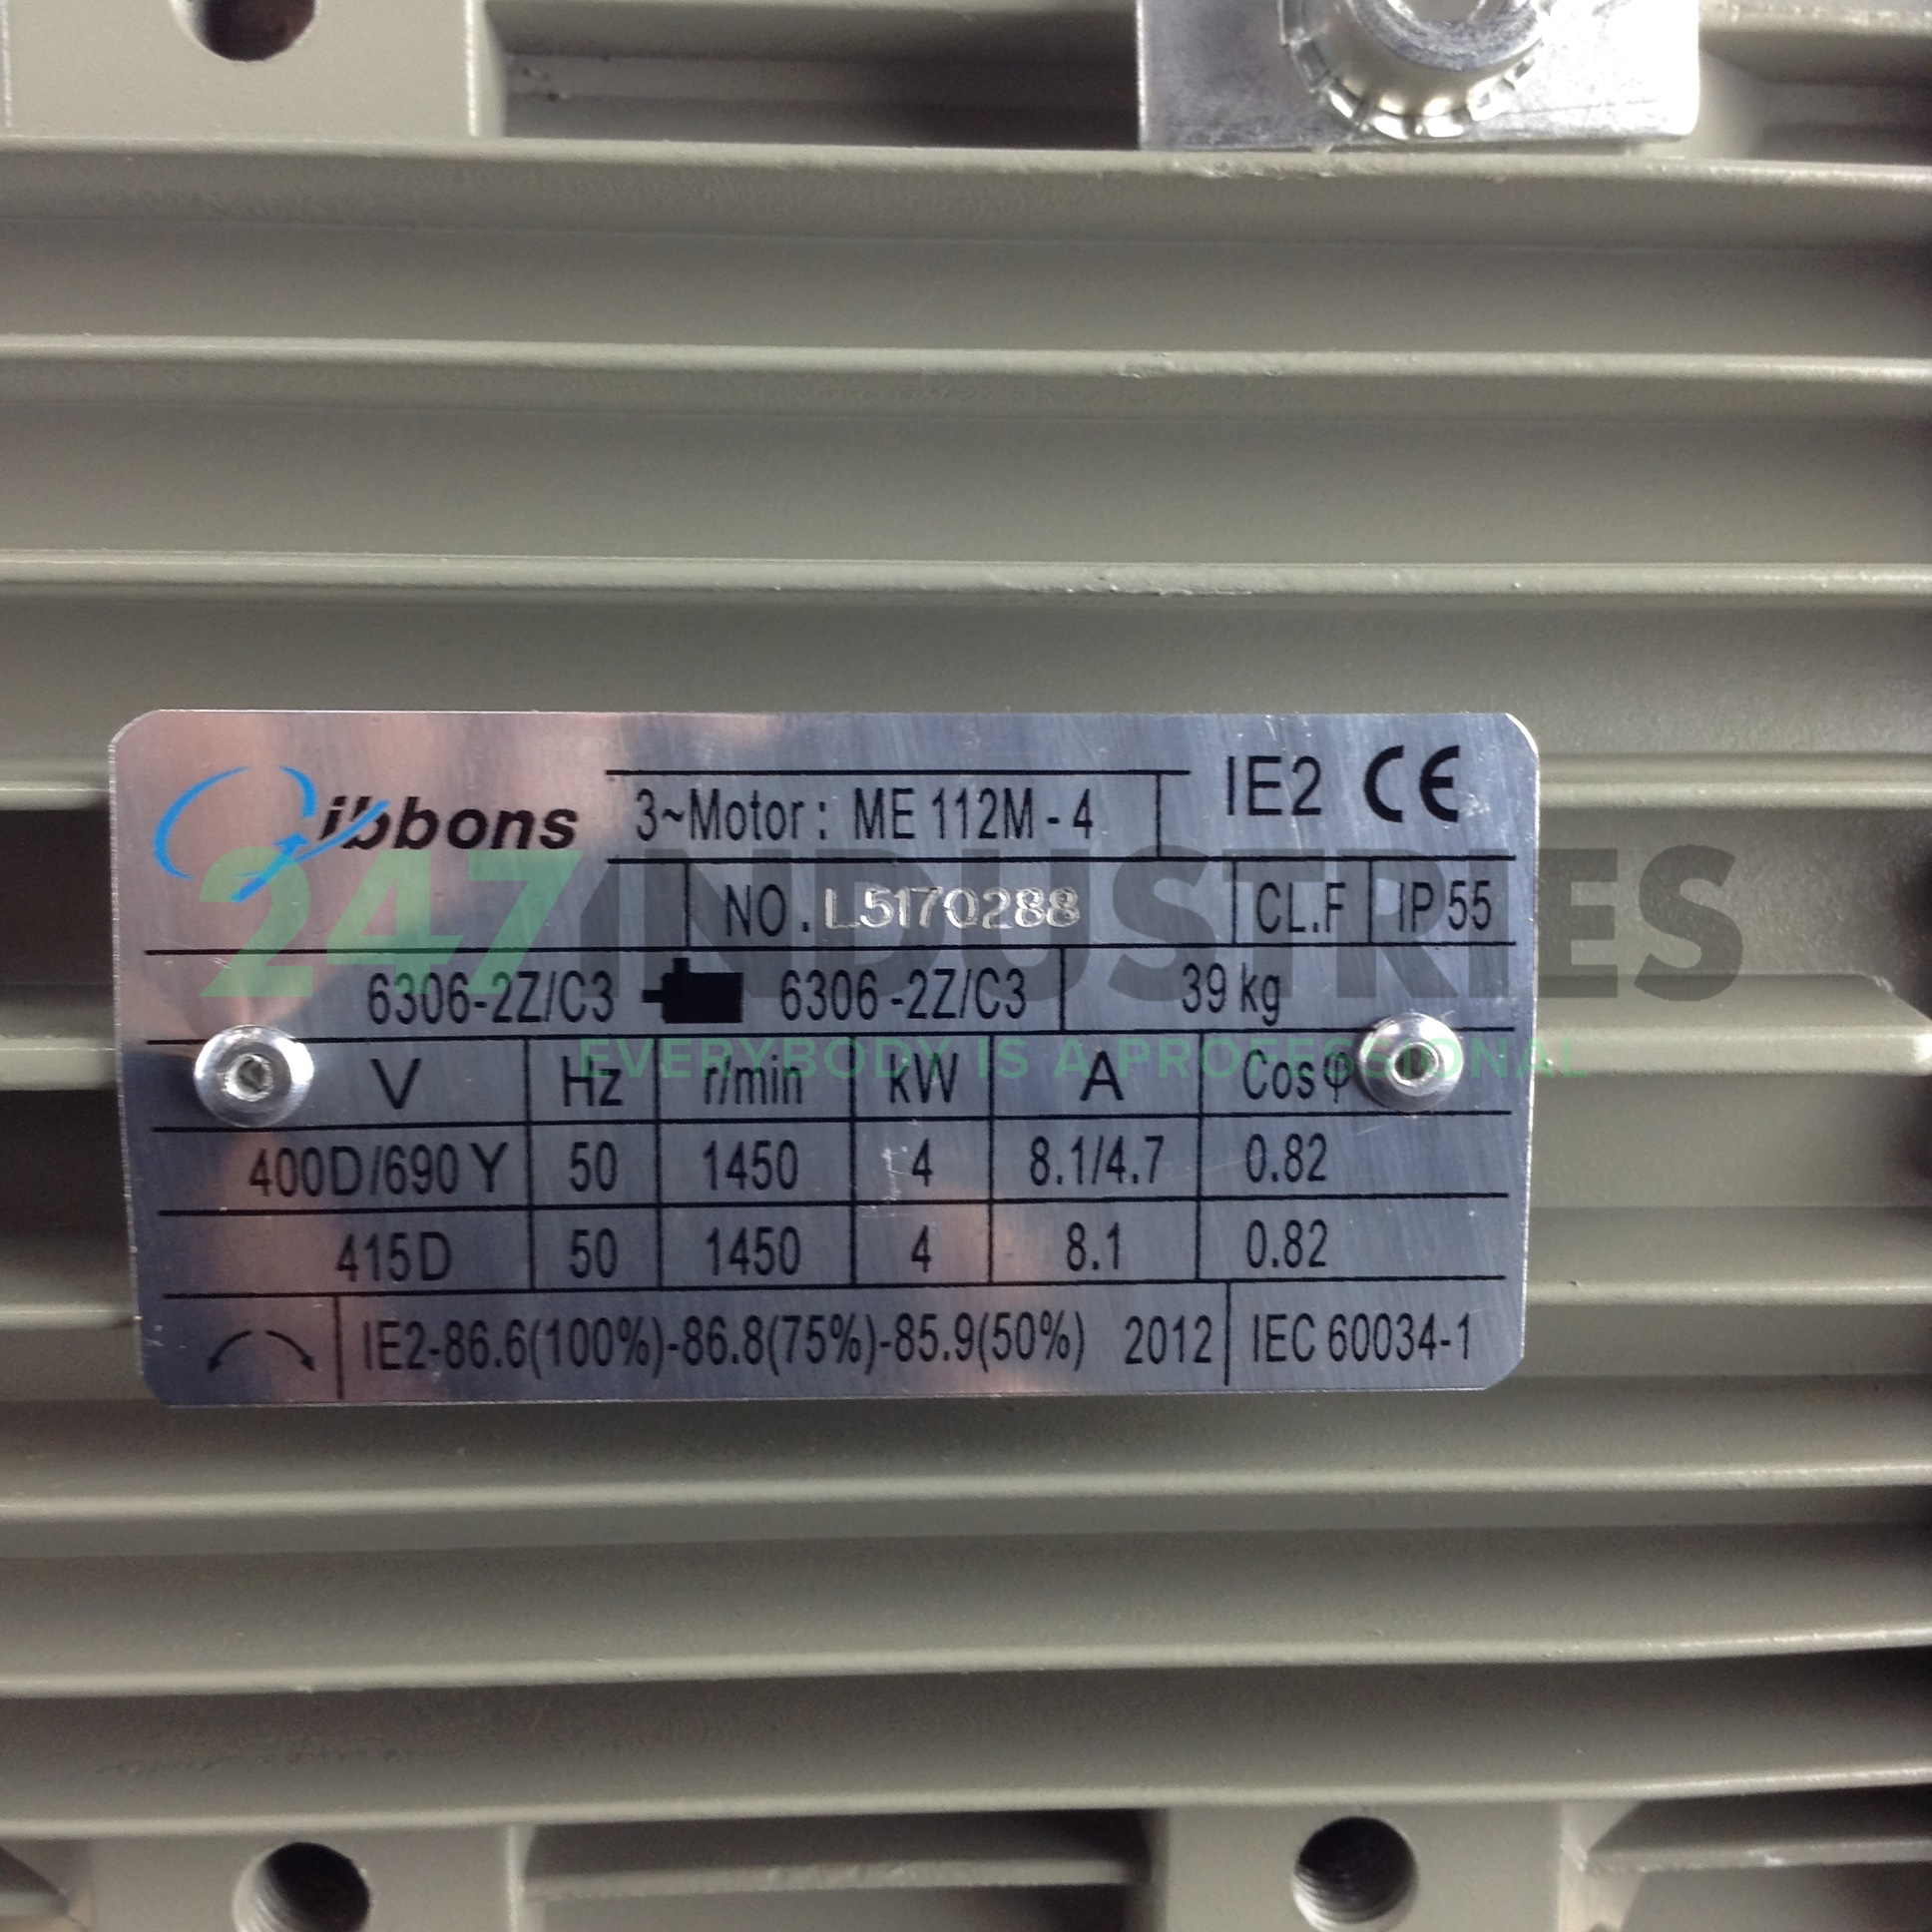 Gibbons
3~Motor: ME 112M - 4
IE2 CE
NO. L5170288 CL.F IP 55
247INDUSTRIES
6306-2Z/C3 6306 -2Z/C3 39 kg
EVERYBODY IS A PROFESSIONAL
V Hz r/min kW A Cos φ
400D/690 Y 50 1450 4 8.1/4.7 0.82
415D 50 1450 4 8.1 0.82
IE2-86.6(100%)-86.8(75%)-85.9(50%) 2012 IEC 60034-1